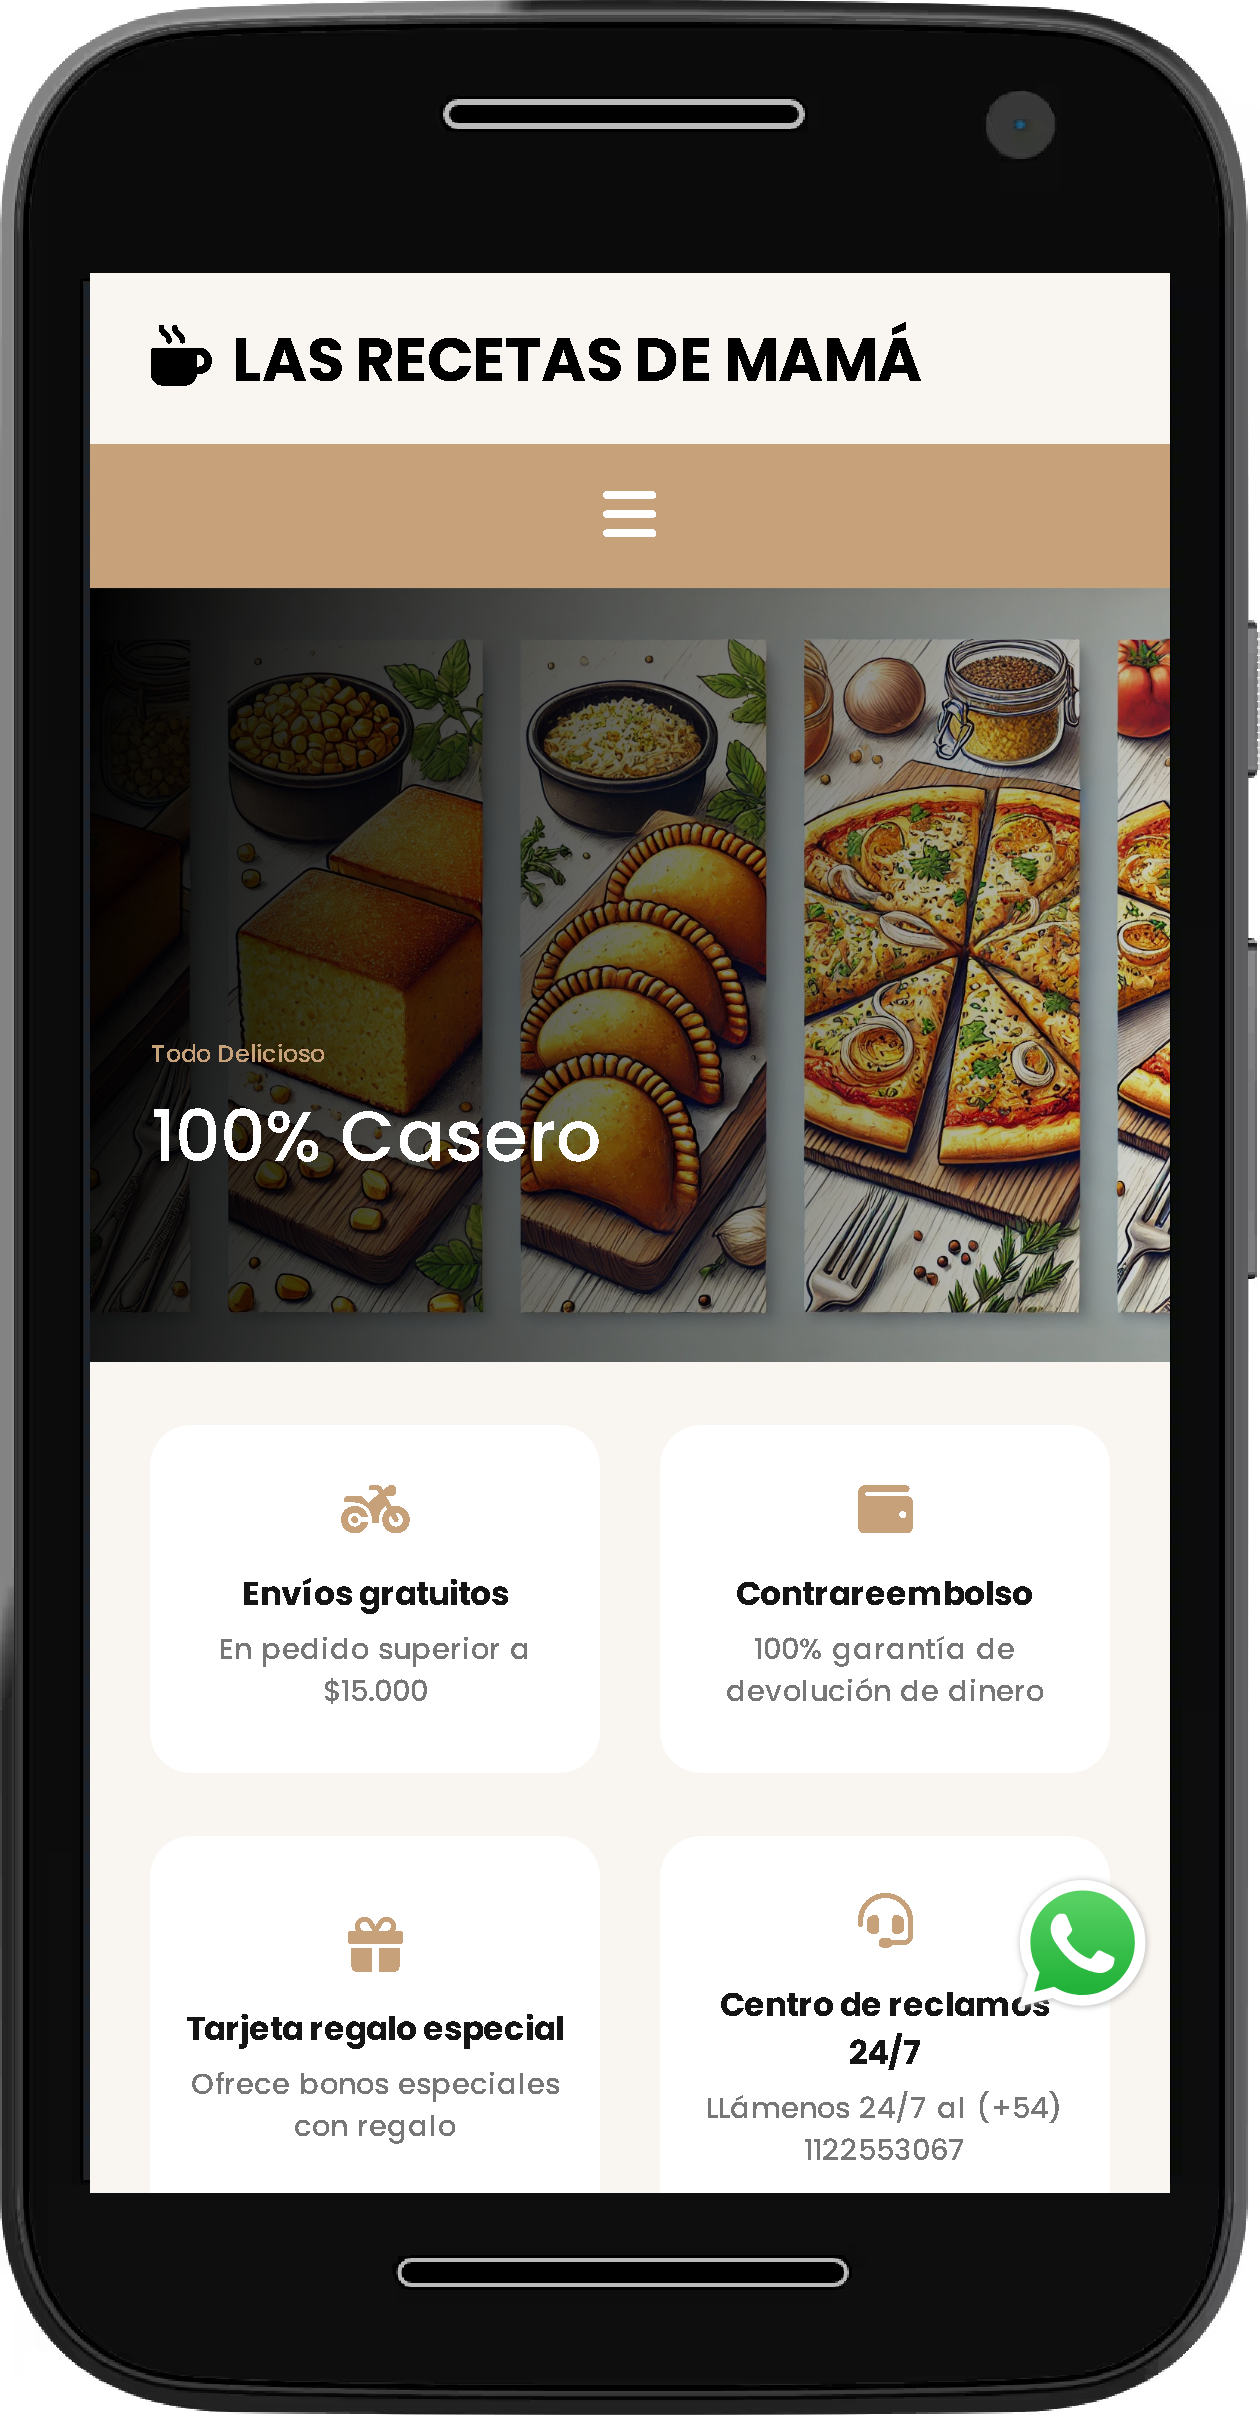 LAS RECETAS DE MAMÁ
Todo Delicioso
100% Casero
Envíos gratuitos
En pedido superior a
$15.000
Contrareembolso
100% garantía de
devolución de dinero
Tarjeta regalo especial
Ofrece bonos especiales
con regalo
Centro de reclamos
24/7
LLámenos 24/7 al (+54)
1122553067